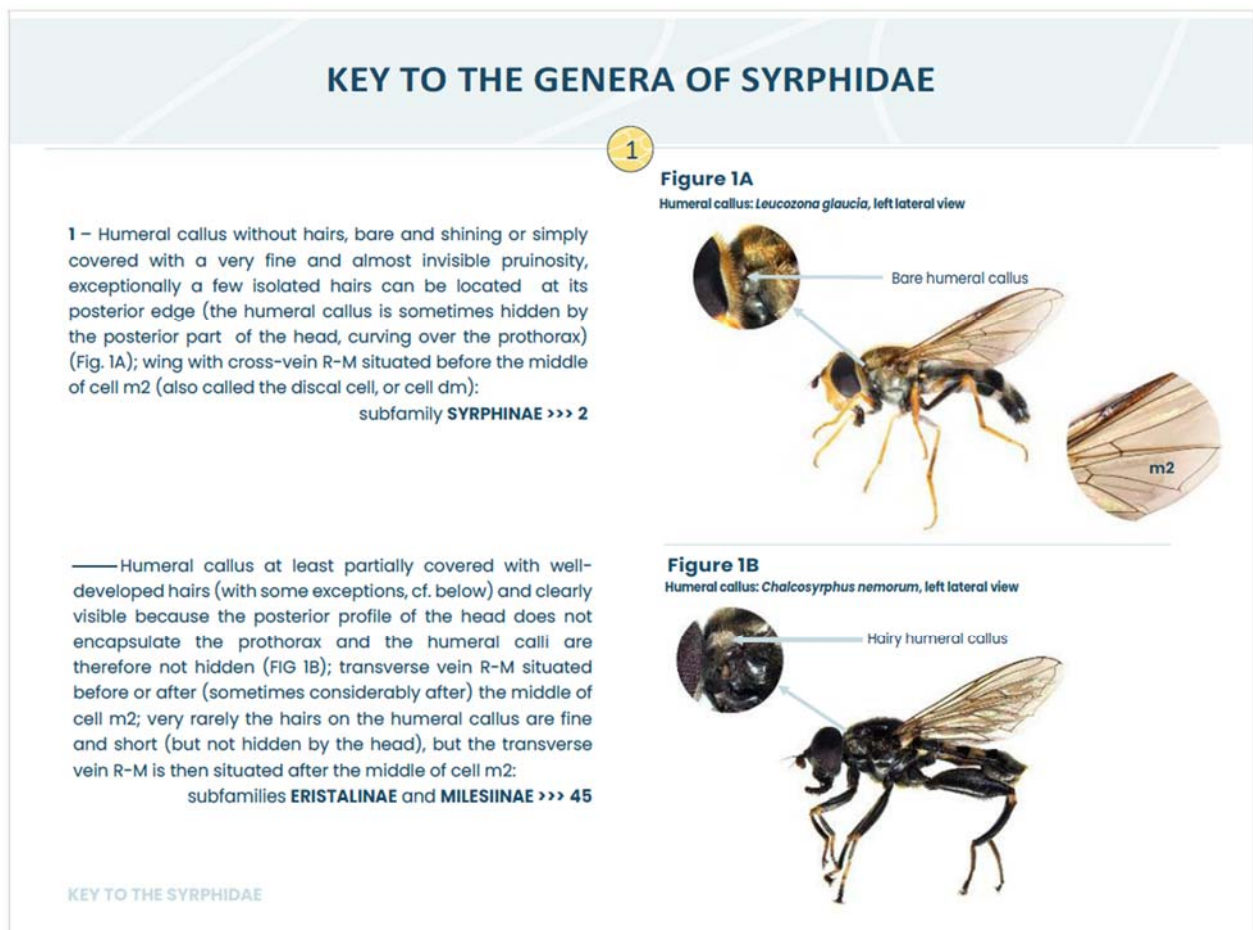 KEY TO THE GENERA OF SYRPHIDAE
1
1 – Humeral callus without hairs, bare and shining or simply
covered with a very fine and almost invisible pruinosity,
exceptionally a few isolated hairs can be located at its
posterior edge (the humeral callus is sometimes hidden by
the posterior part of the head, curving over the prothorax)
(Fig. 1A); wing with cross-vein R-M situated before the middle
of cell m2 (also called the discal cell, or cell dm):
subfamily SYRPHINAE >>> 2
Figure 1A
Humeral callus: Leucozona glaucia, left lateral view
Bare humeral callus
m2
Humeral callus at least partially covered with well-
developed hairs (with some exceptions, cf. below) and clearly
visible because the posterior profile of the head does not
encapsulate the prothorax and the humeral calli are
therefore not hidden (FIG 1B); transverse vein R-M situated
before or after (sometimes considerably after) the middle of
cell m2; very rarely the hairs on the humeral callus are fine
and short (but not hidden by the head), but the transverse
vein R-M is then situated after the middle of cell m2:
subfamilies ERISTALINAE and MILESIINAE >>> 45
Figure 1B
Humeral callus: Chalcosyrphus nemorum, left lateral view
Hairy humeral callus
KEY TO THE SYRPHIDAE